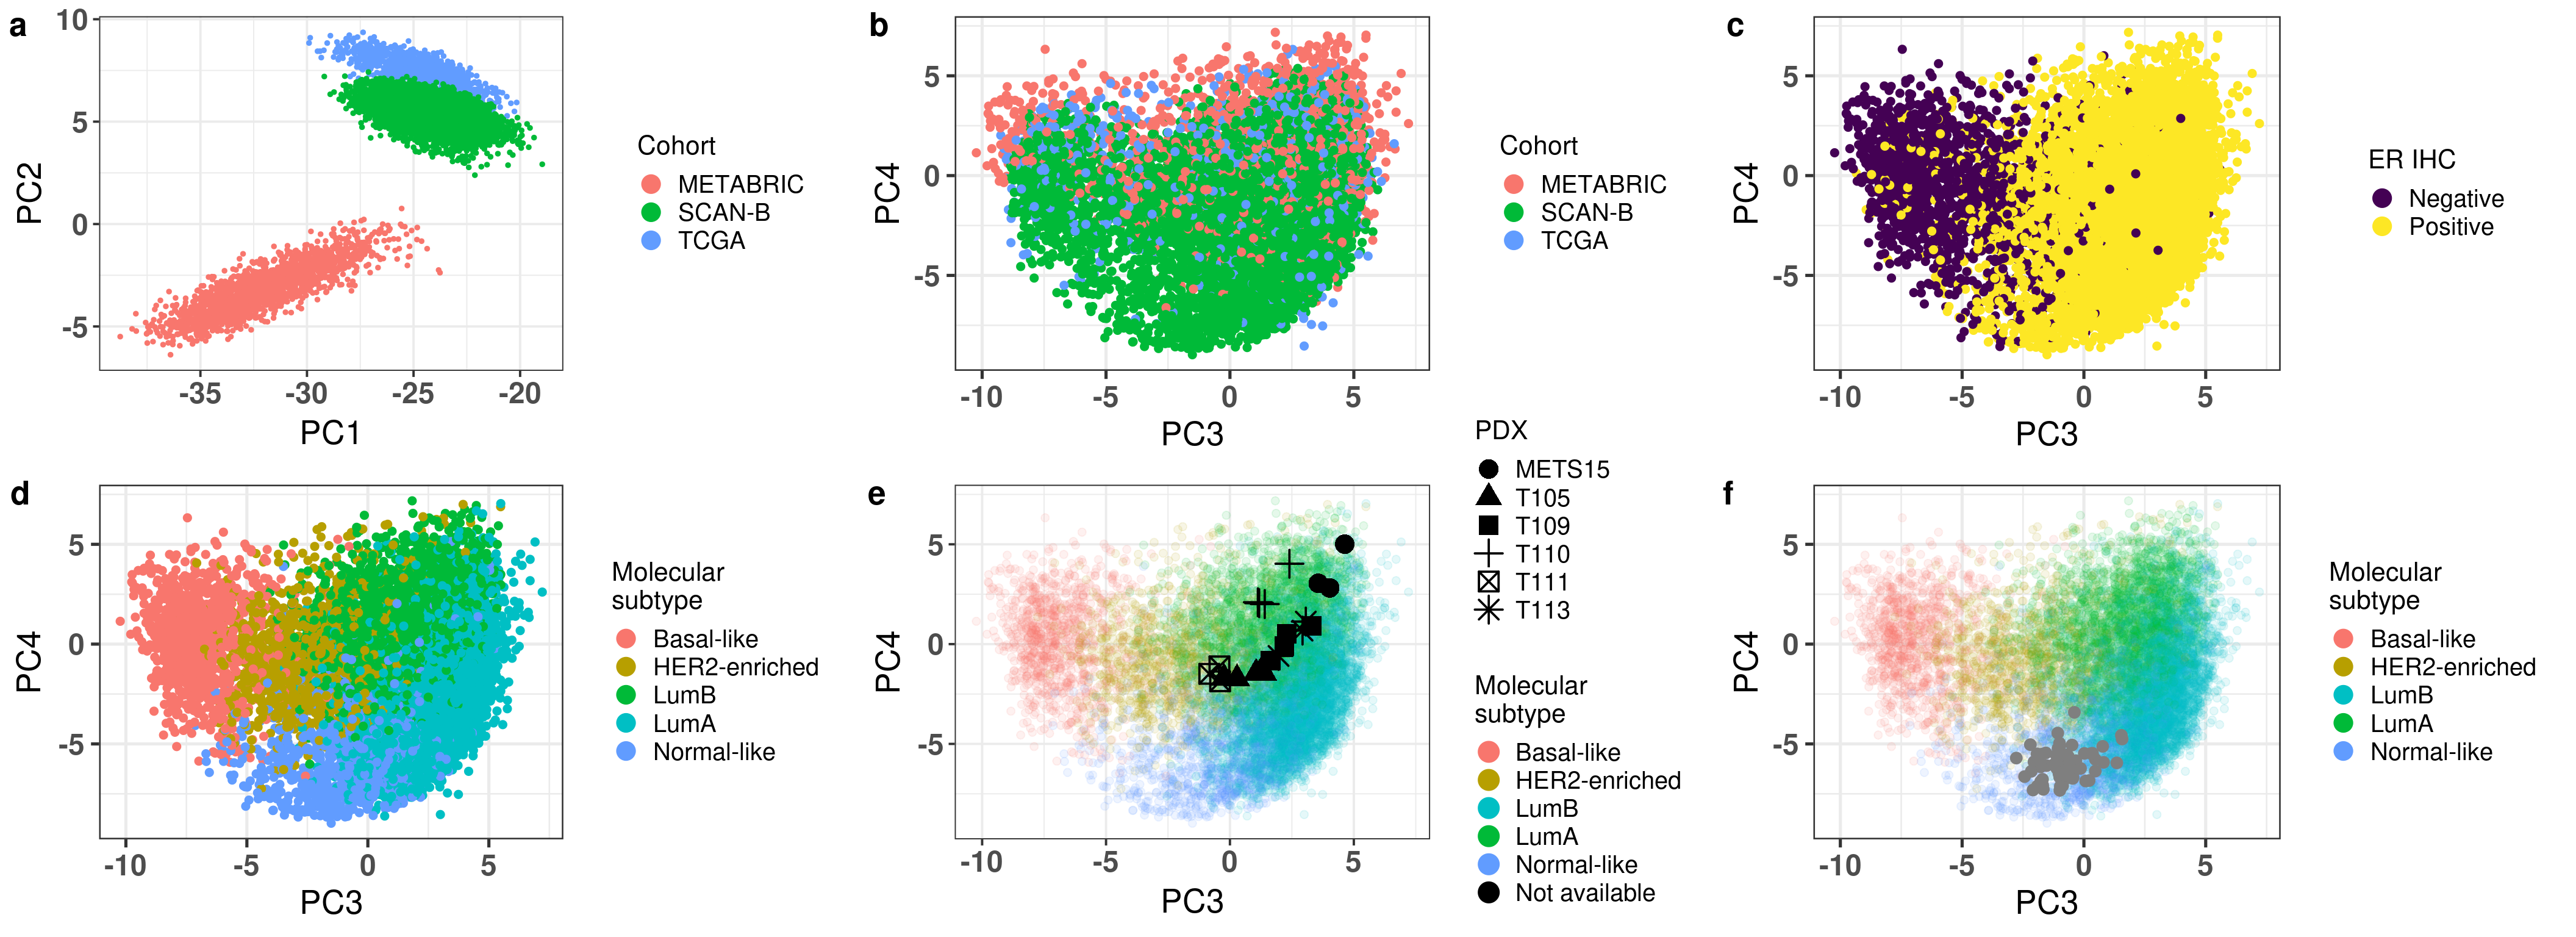 a
10
5
0
-5
PC2
-35
-30
-25
-20
PC1
Cohort
METABRIC
SCAN-B
TCGA
b
5
0
-5
PC4
-10
-5
0
5
PC3
Cohort
METABRIC
SCAN-B
TCGA
c
5
0
-5
PC4
-10
-5
0
5
PC3
ER IHC
Negative
Positive
d
5
0
-5
PC4
-10
-5
0
5
PC3
Molecular
subtype
Basal-like
HER2-enriched
LumB
LumA
Normal-like
e
5
0
-5
PC4
-10
-5
0
5
PC3
PDX
METS15
T105
T109
T110
T111
T113
Molecular
subtype
Basal-like
HER2-enriched
LumB
LumA
Normal-like
Not available
f
5
0
-5
PC4
-10
-5
0
5
PC3
Molecular
subtype
Basal-like
HER2-enriched
LumB
LumA
Normal-like